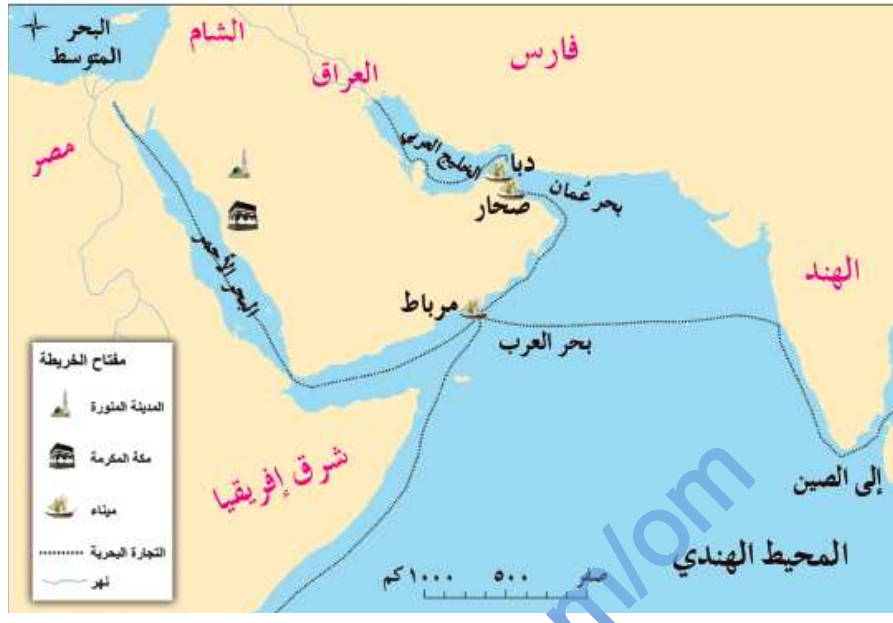 البحر
المتوسط
الشام
العراق
فارس
مصر
الخليج العربي
دبا
صحار
بحر عُمان
الهند
البحر الأحمر
مرباط
بحر العرب
شرق إفريقيا
إلى الصين
المحيط الهندي
صفر ٥٠٠ ١٠٠٠ كم
مفتاح الخريطة
المدينة المنورة
مكة المكرمة
ميناء
التجارة البحرية
نهر
m/om